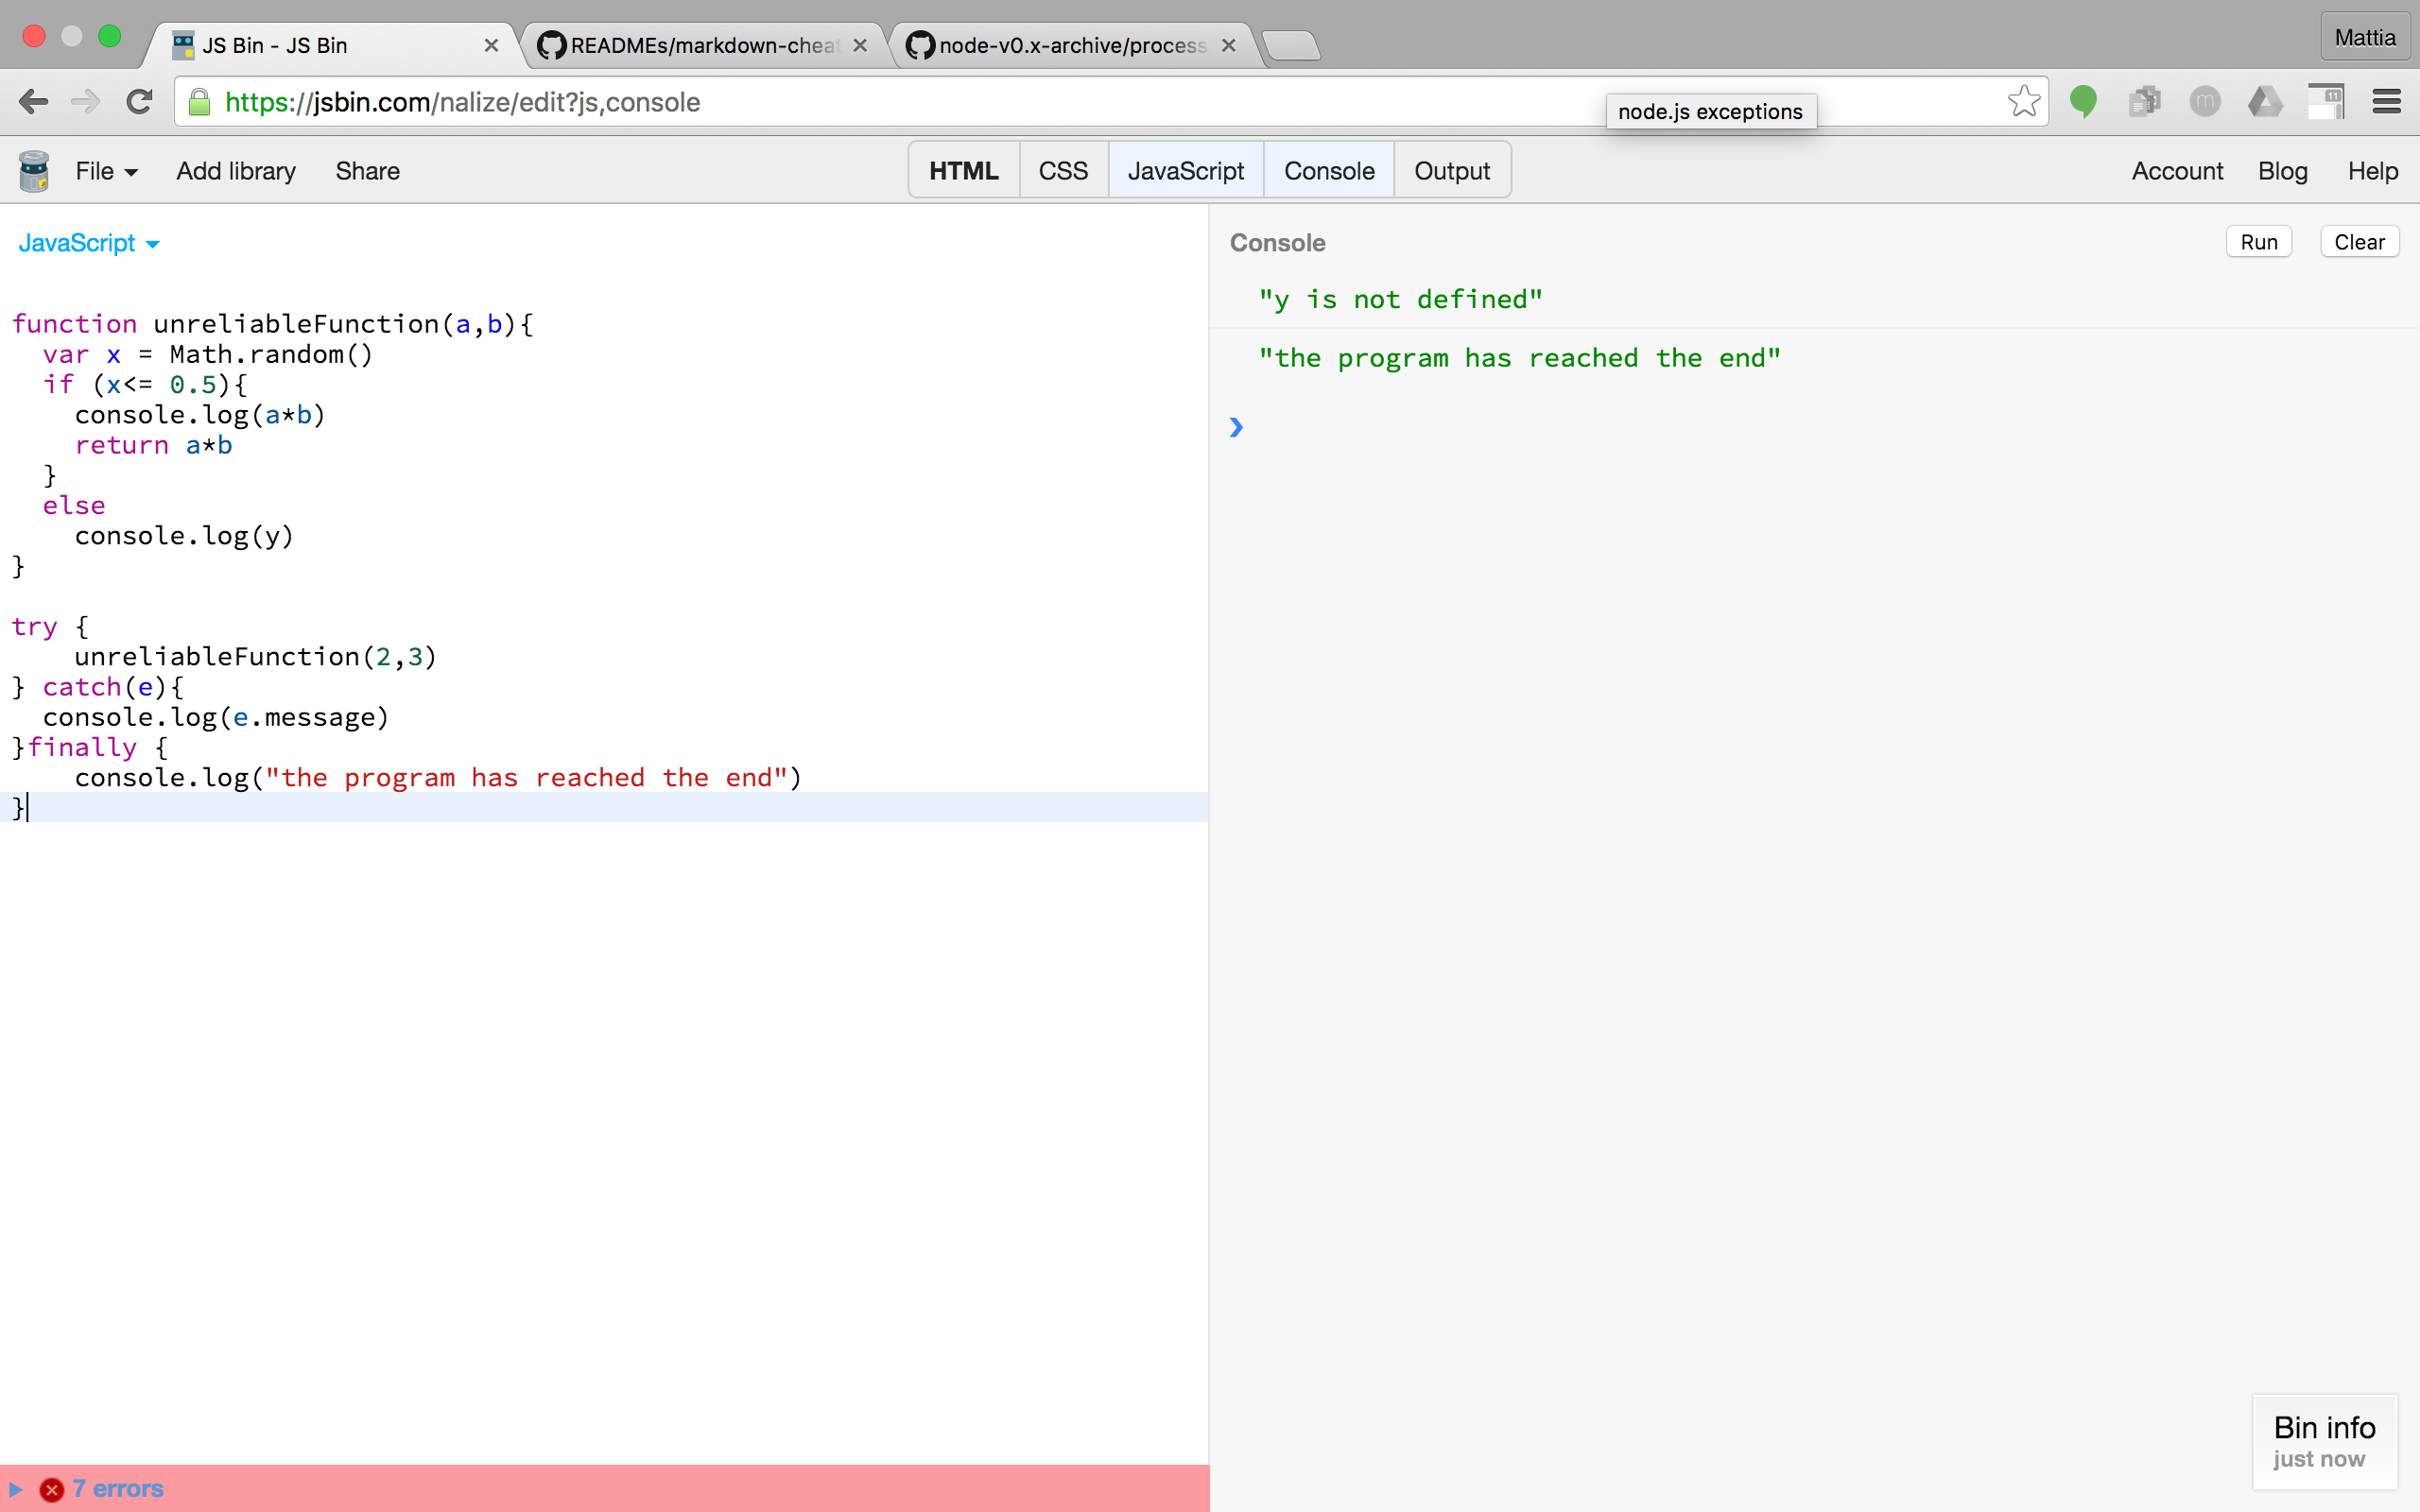 JS Bin - JS Bin
READMEs/markdown-cheat
node-v0.x-archive/process
Mattia
https://jsbin.com/nalize/edit?js,console
node.js exceptions
m
11
File
Add library
Share
HTML
CSS
JavaScript
Console
Output
Account
Blog
Help
JavaScript
function unreliableFunction(a,b){
  var x = Math.random()
  if (x<= 0.5){
    console.log(a*b)
    return a*b
  }
  else
    console.log(y)
}
try {
    unreliableFunction(2,3)
} catch(e){
  console.log(e.message)
}finally {
    console.log("the program has reached the end")
}
7 errors
Console
Run
Clear
"y is not defined"
"the program has reached the end"
Bin info
just now